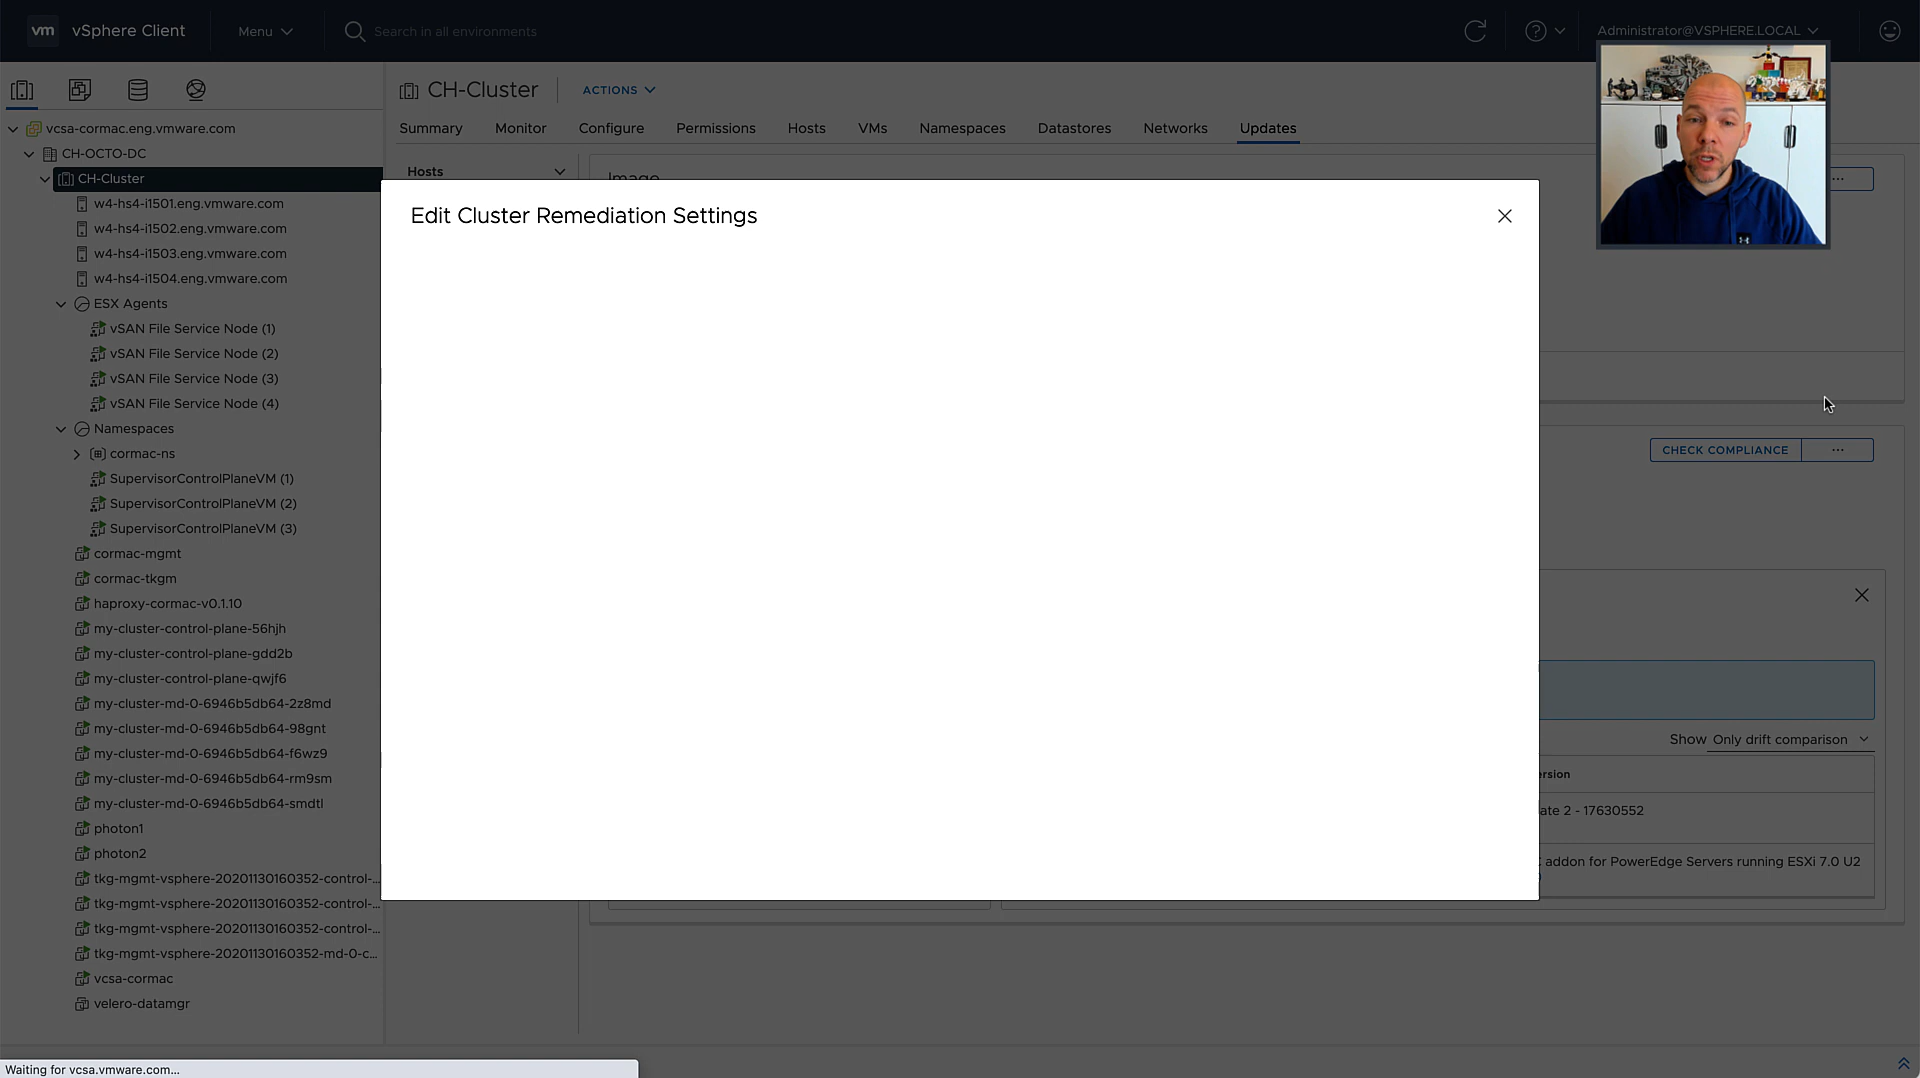 vm vSphere Client
Menu
Search in all environments
Administrator@VSPHERE.LOCAL
vcsa-cormac.eng.vmware.com
CH-OCTO-DC
CH-Cluster
w4-hs4-i1501.eng.vmware.com
w4-hs4-i1502.eng.vmware.com
w4-hs4-i1503.eng.vmware.com
w4-hs4-i1504.eng.vmware.com
ESX Agents
vSAN File Service Node (1)
vSAN File Service Node (2)
vSAN File Service Node (3)
vSAN File Service Node (4)
Namespaces
cormac-ns
SupervisorControlPlaneVM (1)
SupervisorControlPlaneVM (2)
SupervisorControlPlaneVM (3)
cormac-mgmt
cormac-tkgm
haproxy-cormac-v0.1.10
my-cluster-control-plane-56hjh
my-cluster-control-plane-gdd2b
my-cluster-control-plane-qwjf6
my-cluster-md-0-6946b5db64-2z8md
my-cluster-md-0-6946b5db64-98gnt
my-cluster-md-0-6946b5db64-f6wz9
my-cluster-md-0-6946b5db64-rm9sm
my-cluster-md-0-6946b5db64-smdtl
photon1
photon2
tkg-mgmt-vsphere-20201130160352-control-...
tkg-mgmt-vsphere-20201130160352-control-...
tkg-mgmt-vsphere-20201130160352-control-...
tkg-mgmt-vsphere-20201130160352-md-0-c...
vcsa-cormac
velero-datamgr
CH-Cluster
ACTIONS
Summary Monitor Configure Permissions Hosts VMs Namespaces Datastores Networks Updates
Hosts
Image
Edit Cluster Remediation Settings
CHECK COMPLIANCE ...
Show Only drift comparison
ersion
ate 2 - 17630552
addon for PowerEdge Servers running ESXi 7.0 U2
Waiting for vcsa.vmware.com...